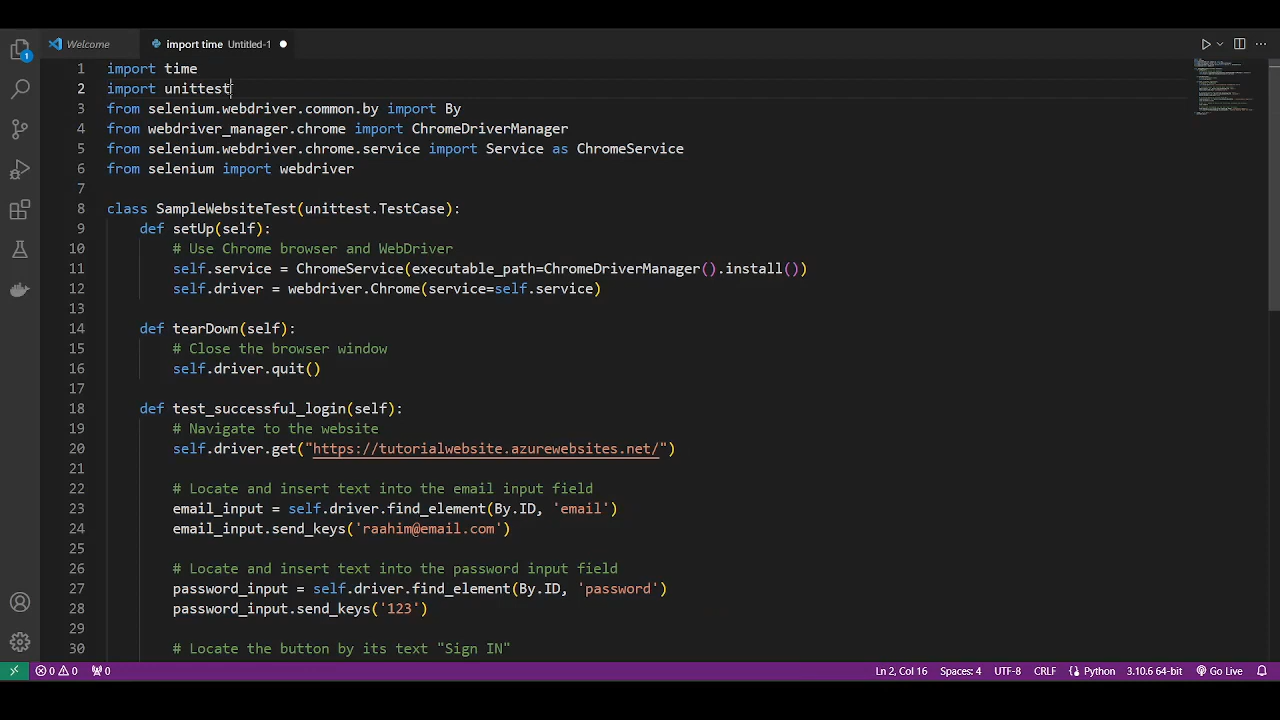 Welcome
import time Untitled-1
1 import time
2 import unittest
3 from selenium.webdriver.common.by import By
4 from webdriver_manager.chrome import ChromeDriverManager
5 from selenium.webdriver.chrome.service import Service as ChromeService
6 from selenium import webdriver
7
8 class SampleWebsiteTest(unittest.TestCase):
9 def setUp(self):
10 # Use Chrome browser and WebDriver
11 self.service = ChromeService(executable_path=ChromeDriverManager().install())
12 self.driver = webdriver.Chrome(service=self.service)
13
14 def tearDown(self):
15 # Close the browser window
16 self.driver.quit()
17
18 def test_successful_login(self):
19 # Navigate to the website
20 self.driver.get("https://tutorialwebsite.azurewebsites.net/")
21
22 # Locate and insert text into the email input field
23 email_input = self.driver.find_element(By.ID, 'email')
24 email_input.send_keys('raahim@email.com')
25
26 # Locate and insert text into the password input field
27 password_input = self.driver.find_element(By.ID, 'password')
28 password_input.send_keys('123')
29
30 # Locate the button by its text "Sign IN"
1
0 0 0 Ln 2, Col 16 Spaces: 4 UTF-8 CRLF Python 3.10.6 64-bit Go Live